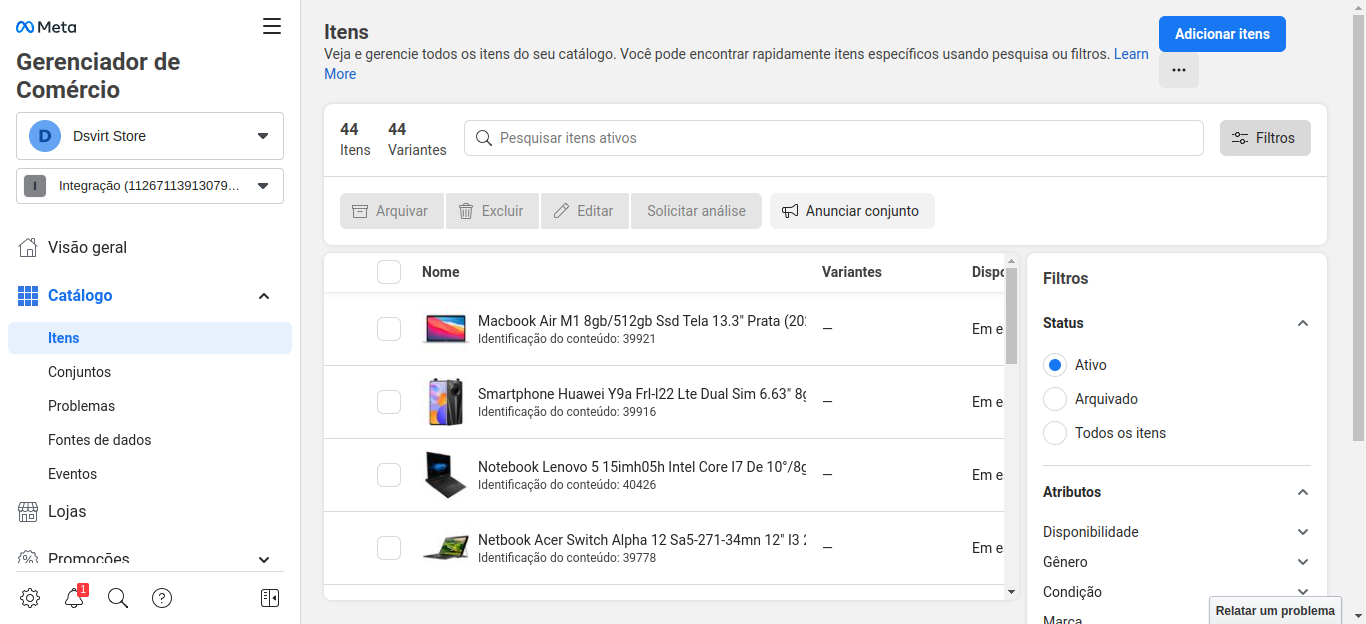 Meta
Gerenciador de
Comércio
D
Dsvirt Store
I
Integração (11267113913079...
Visão geral
Catálogo
Itens
Conjuntos
Problemas
Fontes de dados
Eventos
Lojas
Promoções
1
Itens
Veja e gerencie todos os itens do seu catálogo. Você pode encontrar rapidamente itens específicos usando pesquisa ou filtros. Learn
More
Adicionar itens
44
Itens
44
Variantes
Pesquisar itens ativos
Filtros
Arquivar
Excluir
Editar
Solicitar análise
Anunciar conjunto
Nome
Variantes
Dispo
Macbook Air M1 8gb/512gb Ssd Tela 13.3" Prata (202
Identificação do conteúdo: 39921
—
Em e
Smartphone Huawei Y9a Frl-l22 Lte Dual Sim 6.63" 8g
Identificação do conteúdo: 39916
—
Em e
Notebook Lenovo 5 15imh05h Intel Core I7 De 10°/8g
Identificação do conteúdo: 40426
—
Em e
Netbook Acer Switch Alpha 12 Sa5-271-34mn 12" I3 2
Identificação do conteúdo: 39778
—
Em e
Filtros
Status
Ativo
Arquivado
Todos os itens
Atributos
Disponibilidade
Gênero
Condição
Marca
Relatar um problema